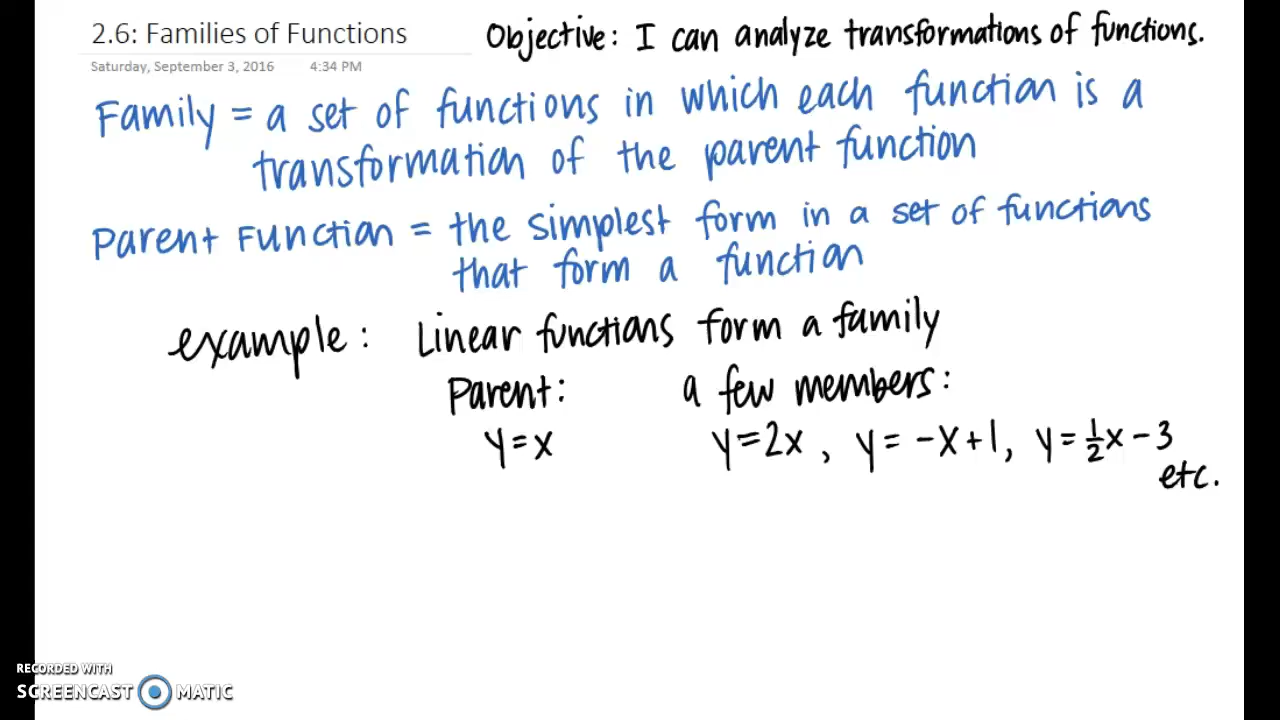 2.6: Families of Functions
Objective: I can analyze transformations of functions.
Saturday, September 3, 2016 4:34 PM
Family = a set of functions in which each function is a
transformation of the parent function
Parent Function = the simplest form in a set of functions
that form a function
example: Linear functions form a family
Parent: a few members:
y=x y=2x, y=-x+1, y=½x-3
etc.
RECORDED WITH
SCREENCAST MATIC